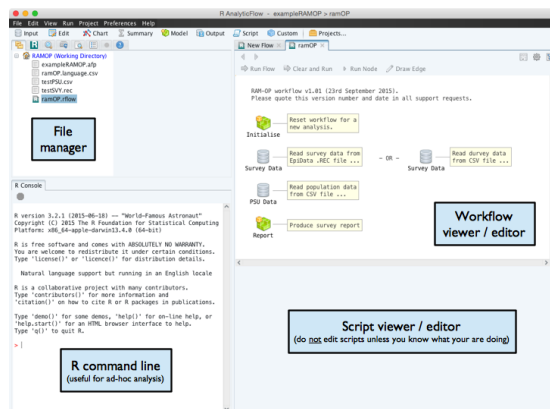 R AnalyticFlow - exampleRAMOP > ramOP
File Edit View Run Project Preferences Help
Input Edit Chart Summary Model Output Script Custom Projects...
RAMOP (Working Directory)
exampleRAMOP.afp
ramOP.language.csv
testPSU.csv
testSVY.rec
ramOP.rflow
File
manager
New Flow ramOP
Run Flow Clear and Run Run Node Draw Edge
RAM-OP workflow v1.01 (23rd September 2015).
Please quote this version number and date in all support requests.
Reset workflow for a
new analysis.
Initialise
Read survey data from
EpiData .REC file ...
Survey Data
- OR -
Read durvey data
from CSV file ...
Survey Data
Read population data
from CSV file ...
PSU Data
Produce survey report
Report
Workflow
viewer / editor
R Console
R version 3.2.1 (2015-06-18) -- "World-Famous Astronaut"
Copyright (C) 2015 The R Foundation for Statistical Computing
Platform: x86_64-apple-darwin13.4.0 (64-bit)
R is free software and comes with ABSOLUTELY NO WARRANTY.
You are welcome to redistribute it under certain conditions.
Type 'license()' or 'licence()' for distribution details.
Natural language support but running in an English locale
R is a collaborative project with many contributors.
Type 'contributors()' for more information and
'citation()' on how to cite R or R packages in publications.
Type 'demo()' for some demos, 'help()' for on-line help, or
'help.start()' for an HTML browser interface to help.
Type 'q()' to quit R.
>
R command line
(useful for ad-hoc analysis)
Script viewer / editor
(do not edit scripts unless you know what your are doing)